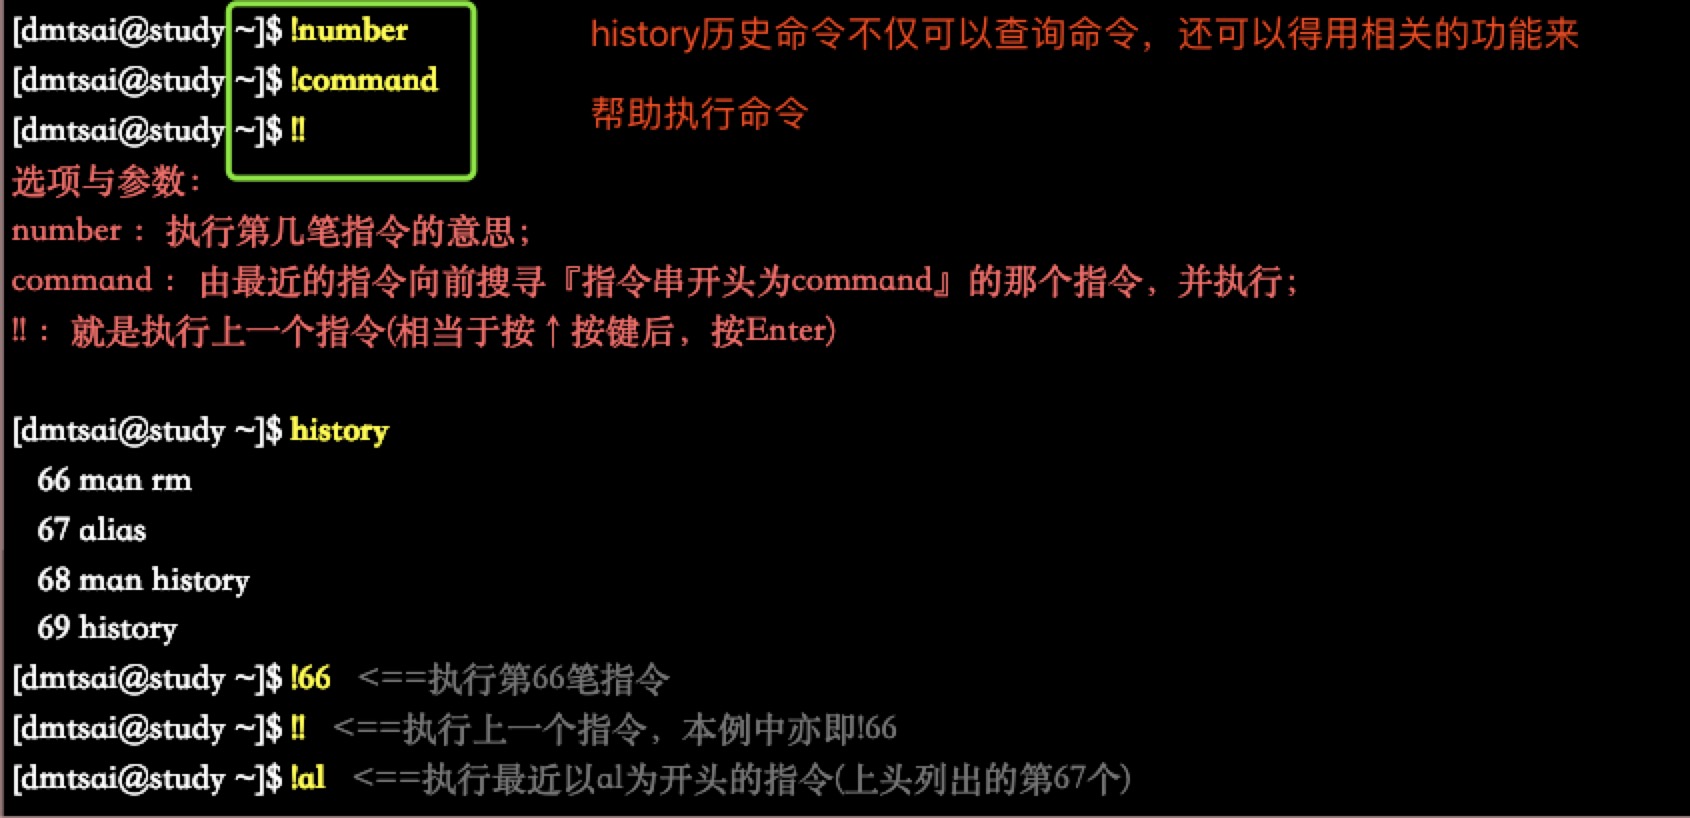 [dmtsai@study ~]$ !number
[dmtsai@study ~]$ !command
[dmtsai@study ~]$ !!
history历史命令不仅可以查询命令，还可以得用相关的功能来
帮助执行命令
选项与参数：
number ：执行第几笔指令的意思；
command ：由最近的指令向前搜寻『指令串开头为command』的那个指令，并执行；
!! ：就是执行上一个指令(相当于按↑按键后，按Enter)
[dmtsai@study ~]$ history
66 man rm
67 alias
68 man history
69 history
[dmtsai@study ~]$ !66 <==执行第66笔指令
[dmtsai@study ~]$ !! <==执行上一个指令，本例中亦即!66
[dmtsai@study ~]$ !al <==执行最近以al为开头的指令(上头列出的第67个)